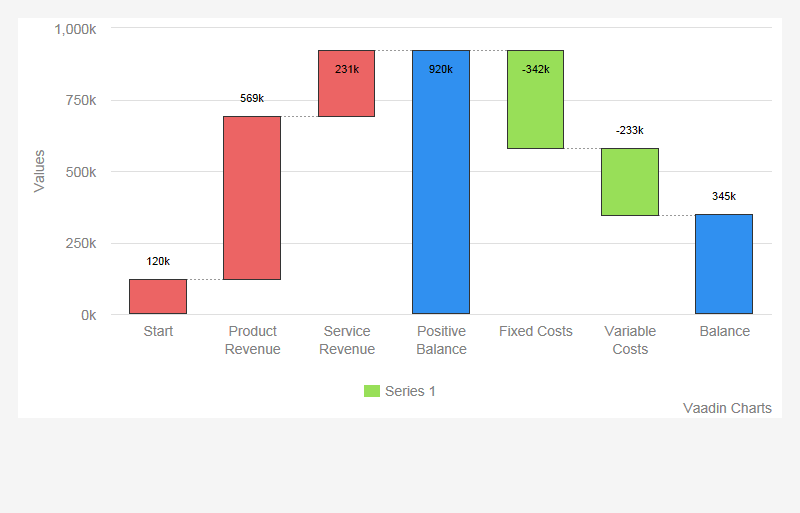 1,000k
750k
500k
250k
0k
Values
120k
569k
231k
920k
-342k
-233k
345k
Start
Product
Revenue
Service
Revenue
Positive
Balance
Fixed Costs
Variable
Costs
Balance
Series 1
Vaadin Charts